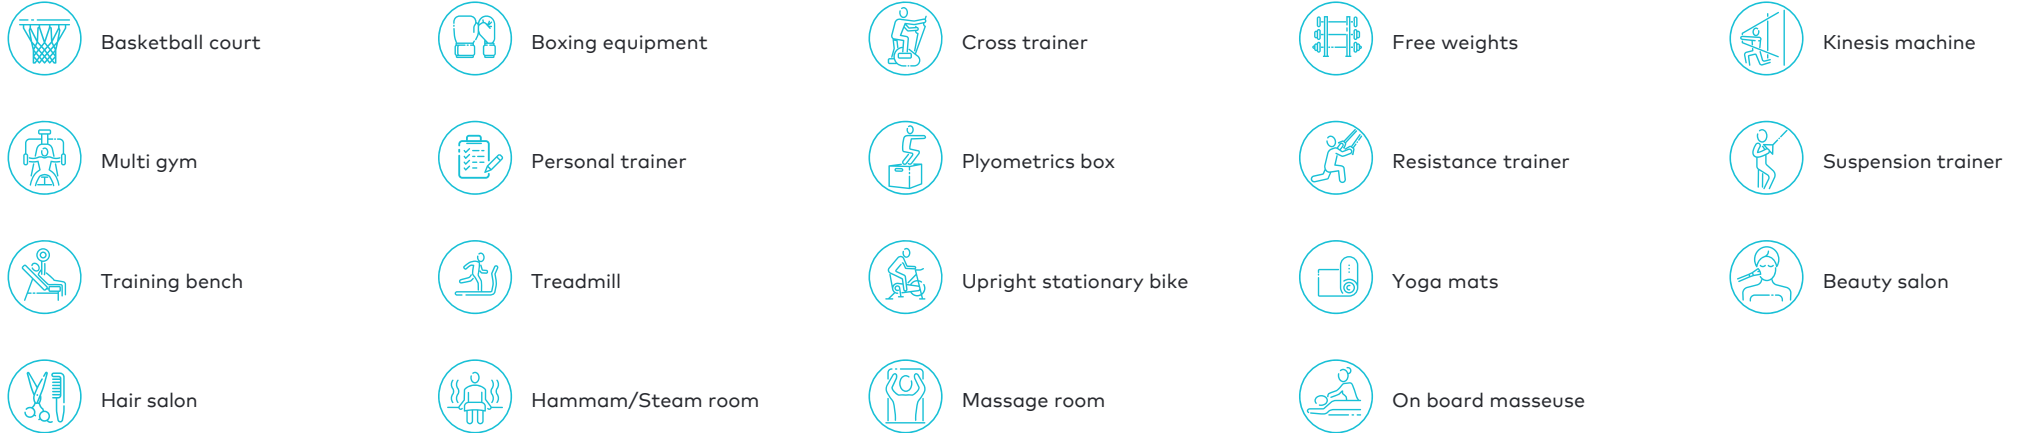 Basketball court
Boxing equipment
Cross trainer
Free weights
Kinesis machine
Multi gym
Personal trainer
Plyometrics box
Resistance trainer
Suspension trainer
Training bench
Treadmill
Upright stationary bike
Yoga mats
Beauty salon
Hair salon
Hammam/Steam room
Massage room
On board masseuse